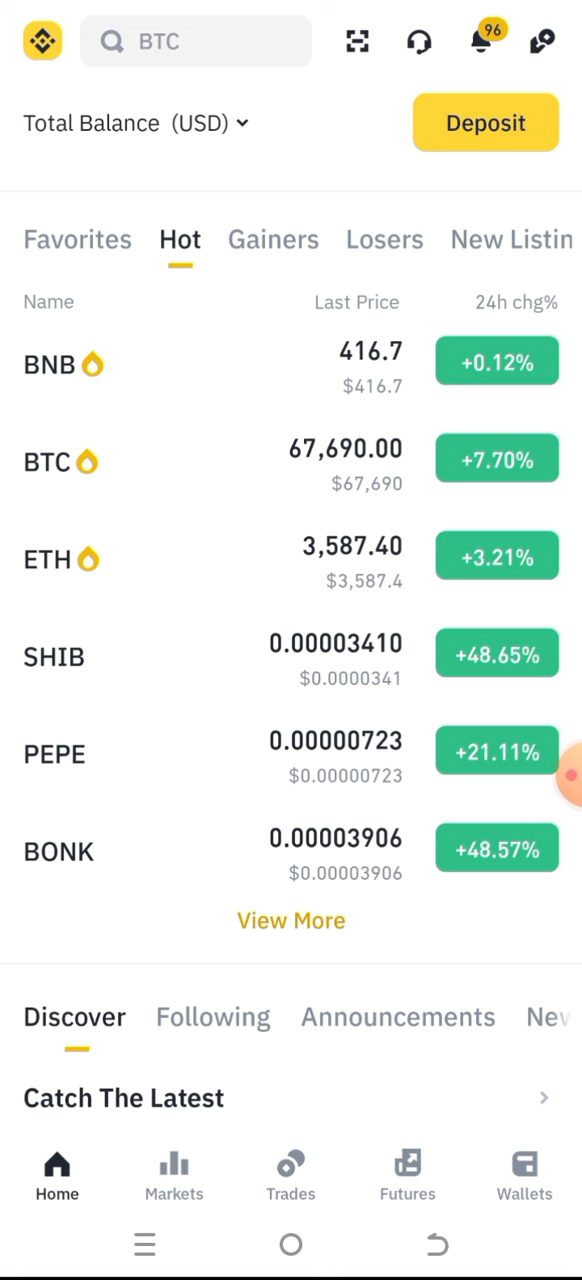 BTC
96
Total Balance (USD)
Deposit
Favorites Hot Gainers Losers New Listin
Name Last Price 24h chg%
BNB 416.7 +0.12%
$416.7
BTC 67,690.00 +7.70%
$67,690
ETH 3,587.40 +3.21%
$3,587.4
SHIB 0.00003410 +48.65%
$0.0000341
PEPE 0.00000723 +21.11%
$0.00000723
BONK 0.00003906 +48.57%
$0.00003906
View More
Discover Following Announcements New
Catch The Latest
Home Markets Trades Futures Wallets